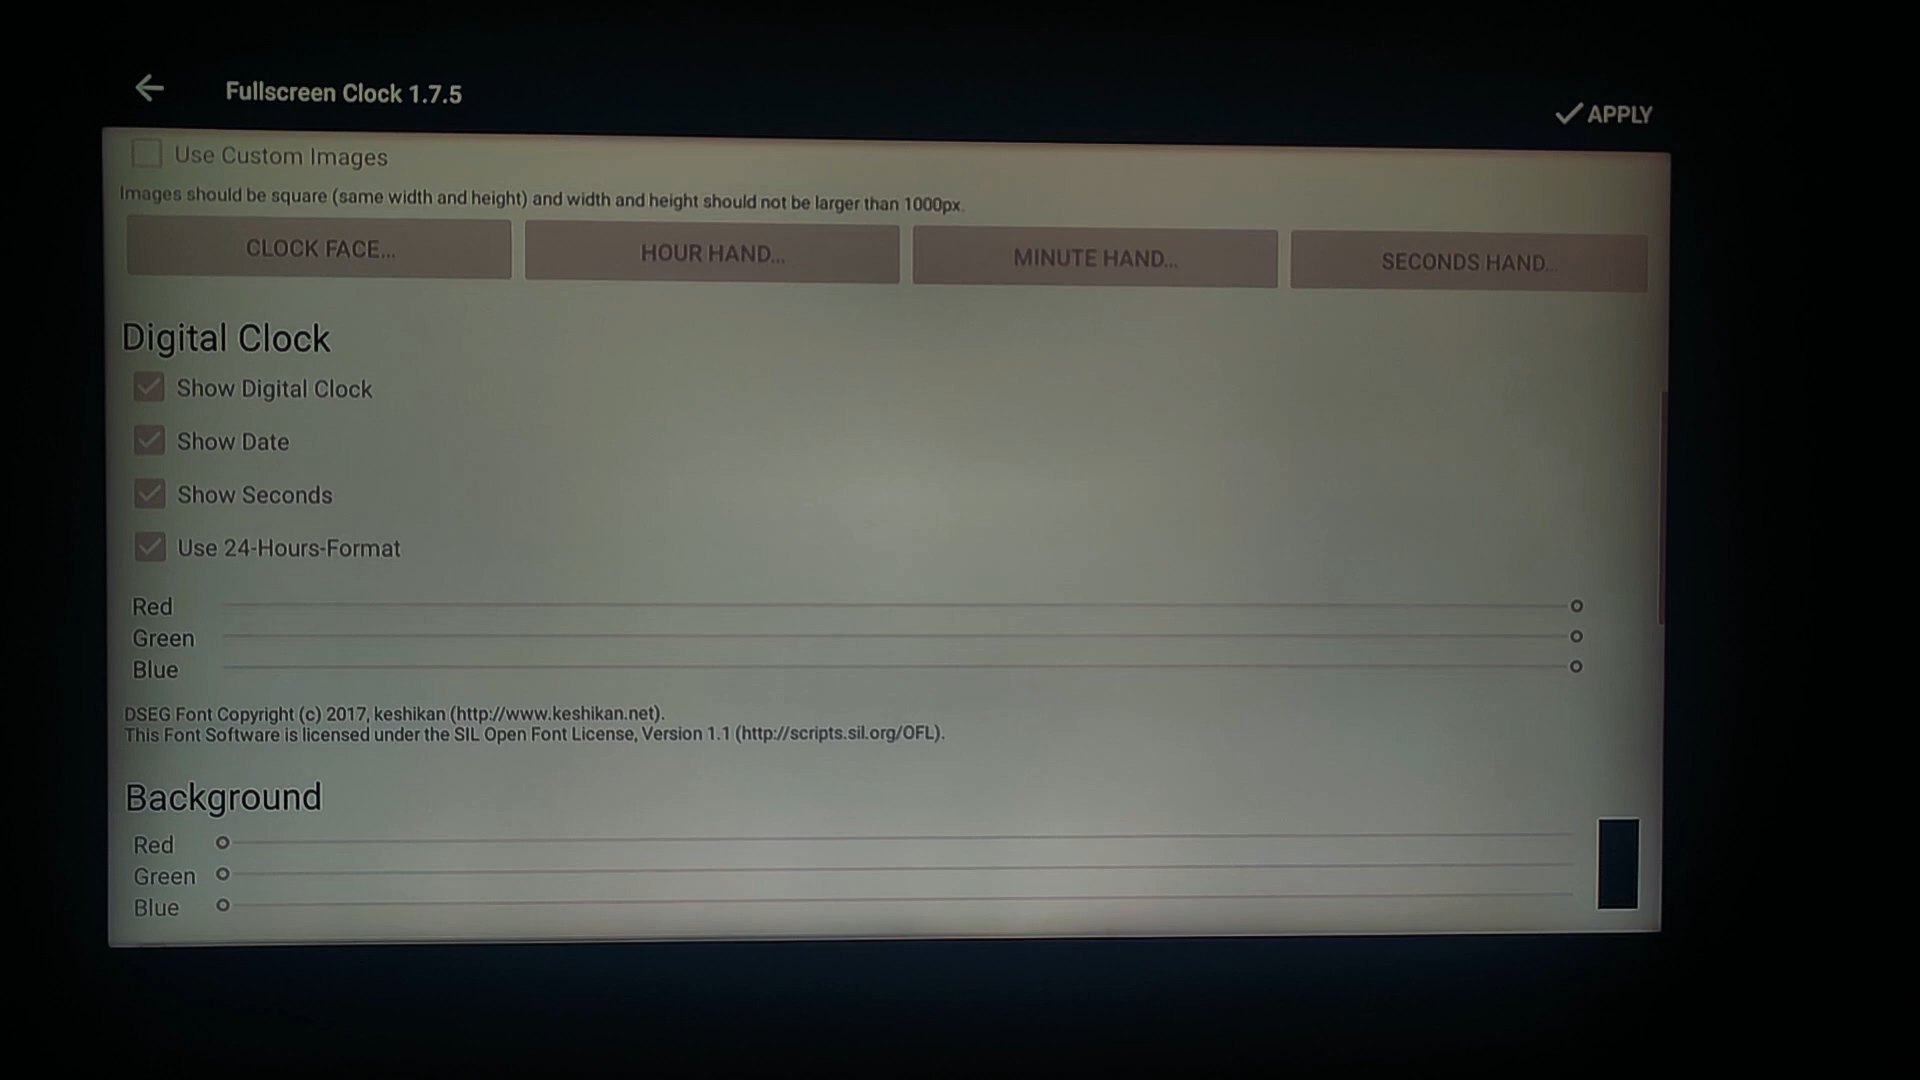 Fullscreen Clock 1.7.5
APPLY
Use Custom Images
Images should be square (same width and height) and width and height should not be larger than 1000px.
CLOCK FACE...
HOUR HAND...
MINUTE HAND...
SECONDS HAND...
Digital Clock
Show Digital Clock
Show Date
Show Seconds
Use 24-Hours-Format
Red
Green
Blue
DSEG Font Copyright (c) 2017, keshikan (http://www.keshikan.net).
This Font Software is licensed under the SIL Open Font License, Version 1.1 (http://scripts.sil.org/OFL).
Background
Red
Green
Blue